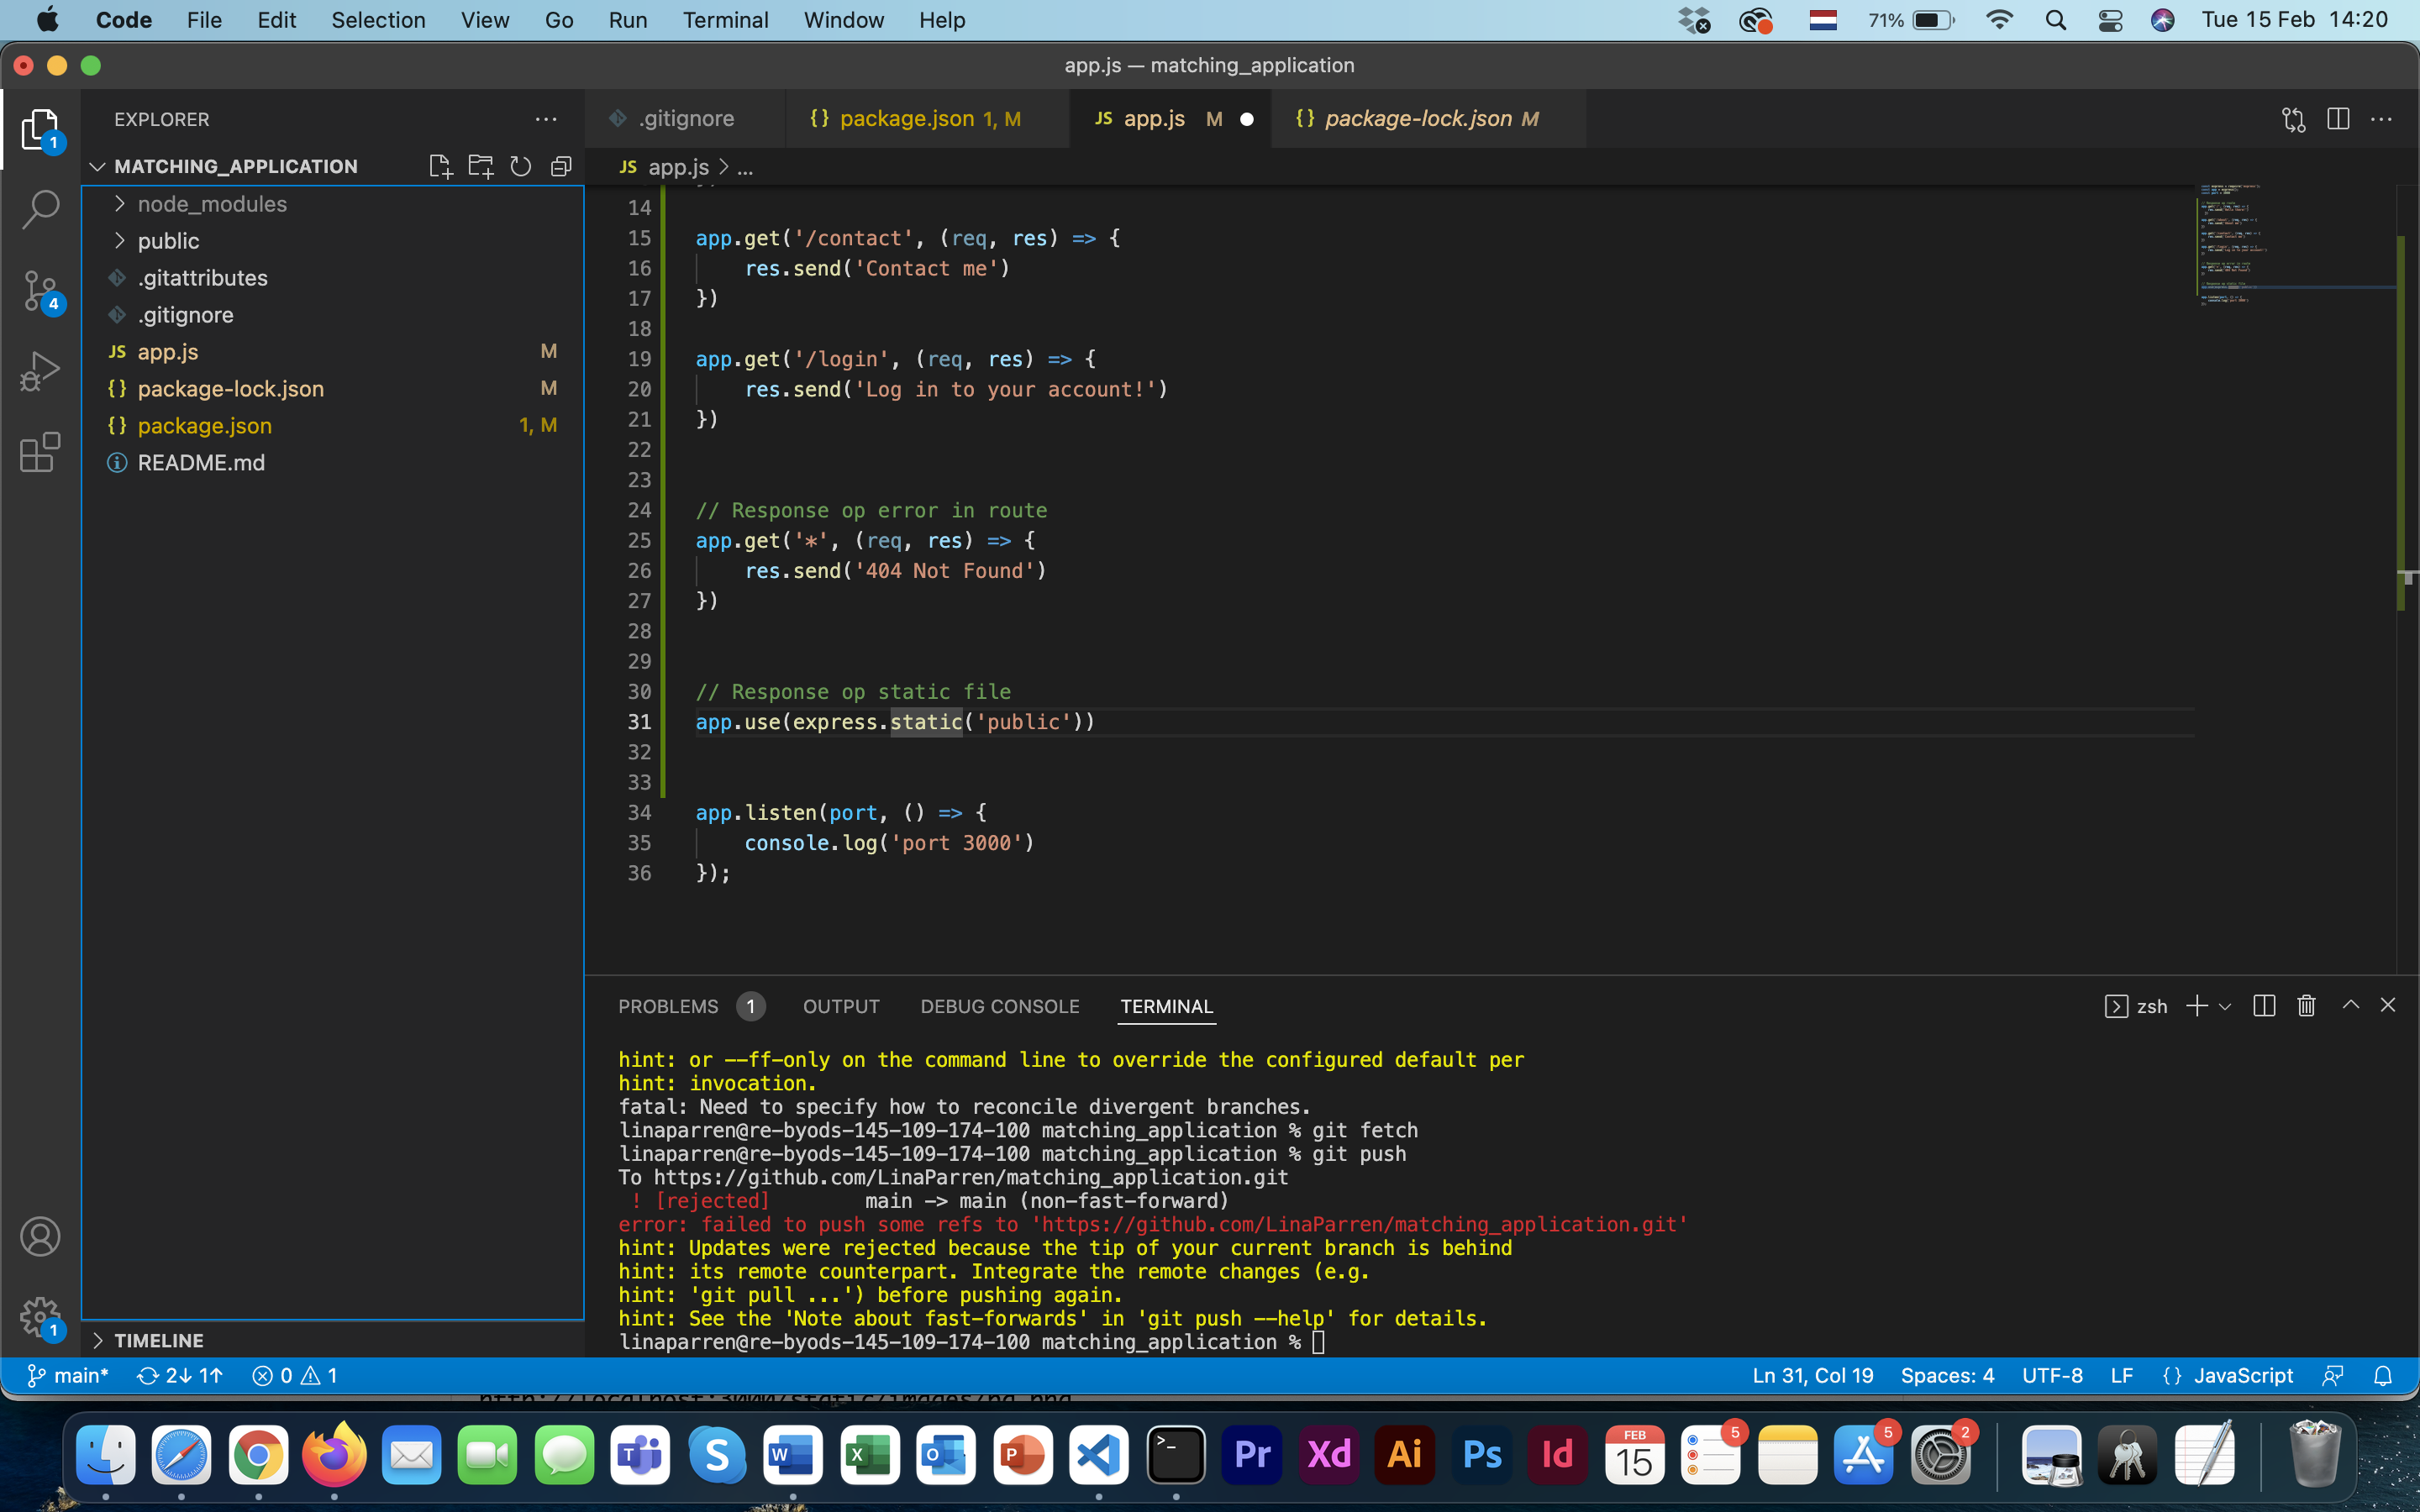 Code File Edit Selection View Go Run Terminal Window Help 71% Tue 15 Feb 14:20
app.js — matching_application
EXPLORER
MATCHING_APPLICATION
node_modules
public
.gitattributes
.gitignore
JS app.js M
{} package-lock.json M
{} package.json 1, M
README.md
TIMELINE
1
4
1
.gitignore {} package.json 1, M JS app.js M {} package-lock.json M
JS app.js > ...
14
15 app.get('/contact', (req, res) => {
16 res.send('Contact me')
17 })
18
19 app.get('/login', (req, res) => {
20 res.send('Log in to your account!')
21 })
22
23
24 // Response op error in route
25 app.get('*', (req, res) => {
26 res.send('404 Not Found')
27 })
28
29
30 // Response op static file
31 app.use(express.static('public'))
32
33
34 app.listen(port, () => {
35 console.log('port 3000')
36 });
PROBLEMS 1 OUTPUT DEBUG CONSOLE TERMINAL zsh
hint: or --ff-only on the command line to override the configured default per
hint: invocation.
fatal: Need to specify how to reconcile divergent branches.
linaparren@re-byods-145-109-174-100 matching_application % git fetch
linaparren@re-byods-145-109-174-100 matching_application % git push
To https://github.com/LinaParren/matching_application.git
! [rejected] main -> main (non-fast-forward)
error: failed to push some refs to 'https://github.com/LinaParren/matching_application.git'
hint: Updates were rejected because the tip of your current branch is behind
hint: its remote counterpart. Integrate the remote changes (e.g.
hint: 'git pull ...') before pushing again.
hint: See the 'Note about fast-forwards' in 'git push --help' for details.
linaparren@re-byods-145-109-174-100 matching_application %
main* 2↓ 1↑ 0 1 Ln 31, Col 19 Spaces: 4 UTF-8 LF {} JavaScript
T S W X O P >_ Pr Xd Ai Ps Id FEB 15 5 5 2